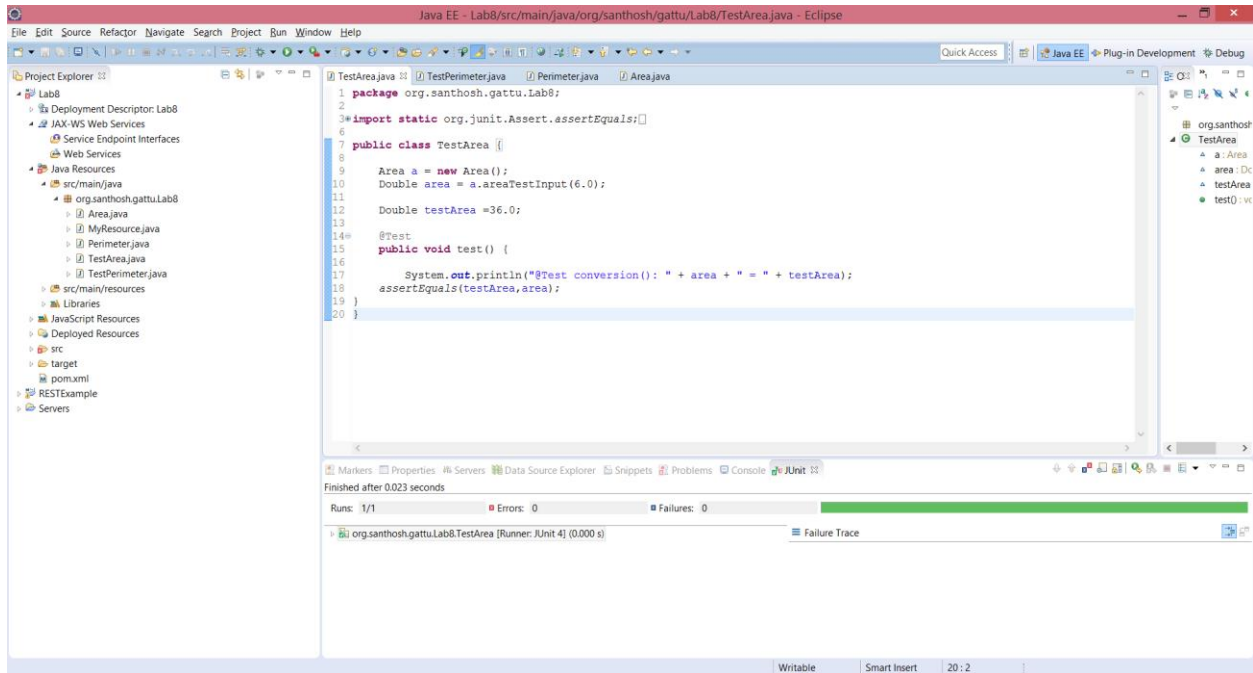 Java EE - Lab8/src/main/java/org/santhosh/gattu/Lab8/TestArea.java - Eclipse
File Edit Source Refactor Navigate Search Project Run Window Help
Quick Access Java EE Plug-in Development Debug
Project Explorer
Lab8
Deployment Descriptor: Lab8
JAX-WS Web Services
Service Endpoint Interfaces
Web Services
Java Resources
src/main/java
org.santhosh.gattu.Lab8
Area.java
MyResource.java
Perimeter.java
TestArea.java
TestPerimeter.java
src/main/resources
Libraries
JavaScript Resources
Deployed Resources
src
target
pom.xml
RESTExample
Servers
TestArea.java TestPerimeter.java Perimeter.java Area.java
1 package org.santhosh.gattu.Lab8;
2
3 import static org.junit.Assert.assertEquals;
6
7 public class TestArea {
8
9 Area a = new Area();
10 Double area = a.areaTestInput(6.0);
11
12 Double testArea =36.0;
13
14 @Test
15 public void test() {
16
17 System.out.println("@Test conversion(): " + area + " = " + testArea);
18 assertEquals(testArea,area);
19 }
20 }
org.santhosh
TestArea
a : Area
area : Do
testArea
test() : vo
Markers Properties Servers Data Source Explorer Snippets Problems Console JUnit
Finished after 0.023 seconds
Runs: 1/1 Errors: 0 Failures: 0
org.santhosh.gattu.Lab8.TestArea [Runner: JUnit 4] (0.000 s)
Failure Trace
Writable Smart Insert 20 : 2